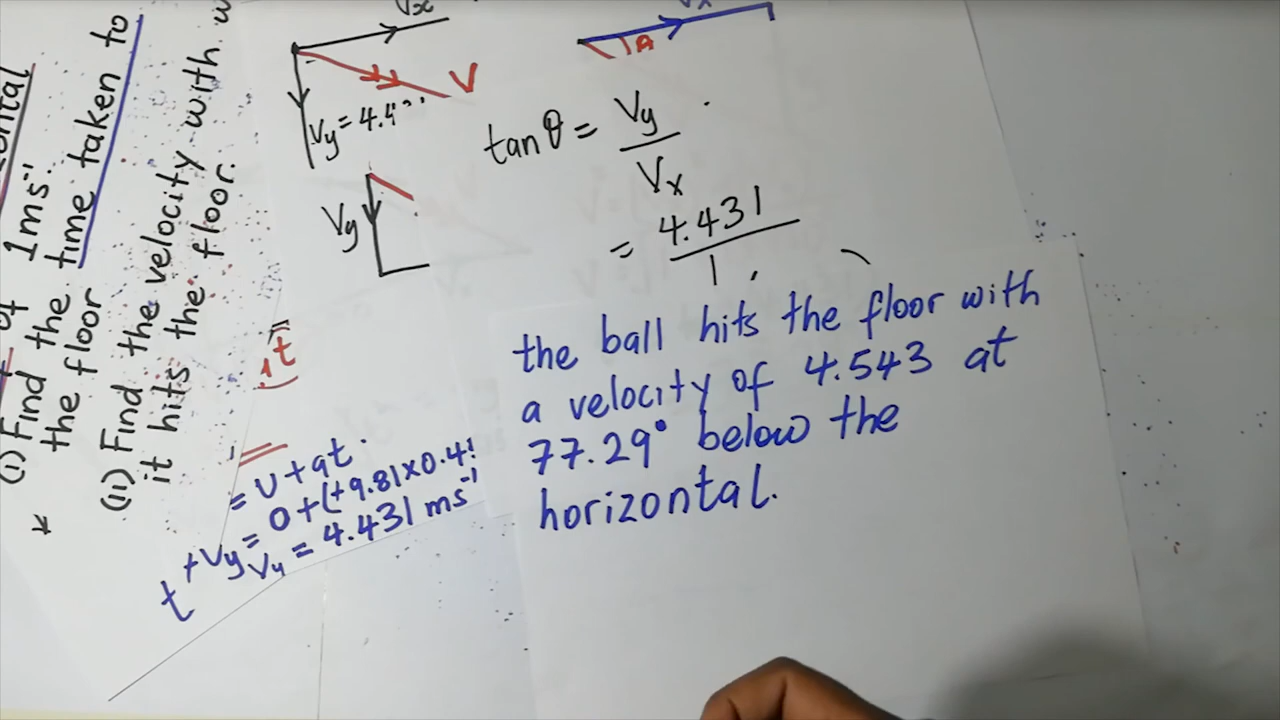 ontal
of 1ms⁻¹
(i) Find the time taken to
the floor
(ii) Find the velocity with w
it hits the floor.
Vx
V
Vy = 4.4
Vy
t
= U + at
+Vy = 0 + (+9.81 × 0.4
Vy = 4.431 ms⁻¹
t
Vx
tan θ = Vy / Vx
= 4.431 / 1
the ball hits the floor with
a velocity of 4.543 at
77.29° below the
horizontal.